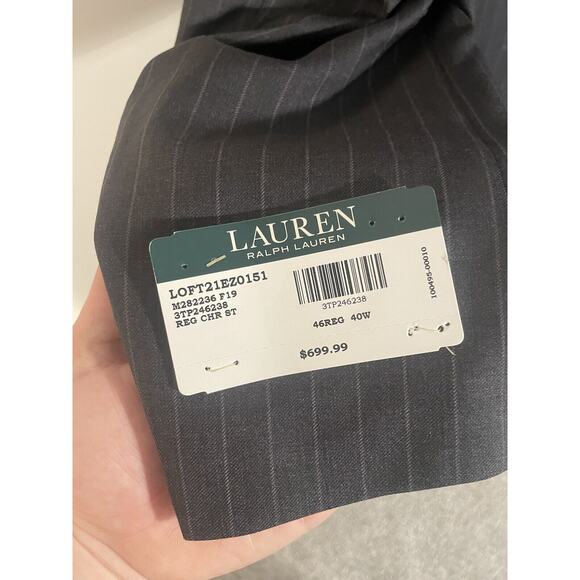 LAUREN
RALPH LAUREN
LOFT21EZ0151
M282236 F19
3TP246238
REG CHR ST
3TP246238
46REG 40W
$699.99
100495-00010